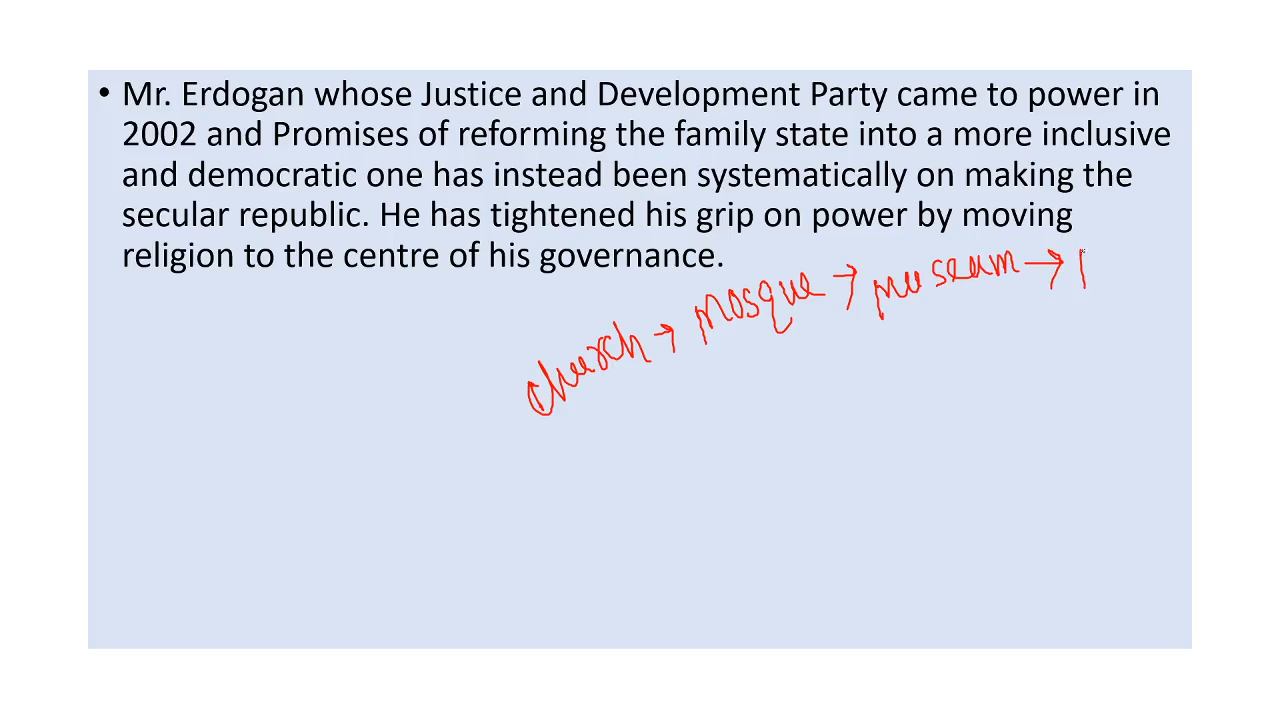 • Mr. Erdogan whose Justice and Development Party came to power in
2002 and Promises of reforming the family state into a more inclusive
and democratic one has instead been systematically on making the
secular republic. He has tightened his grip on power by moving
religion to the centre of his governance.
church → mosque → museum →